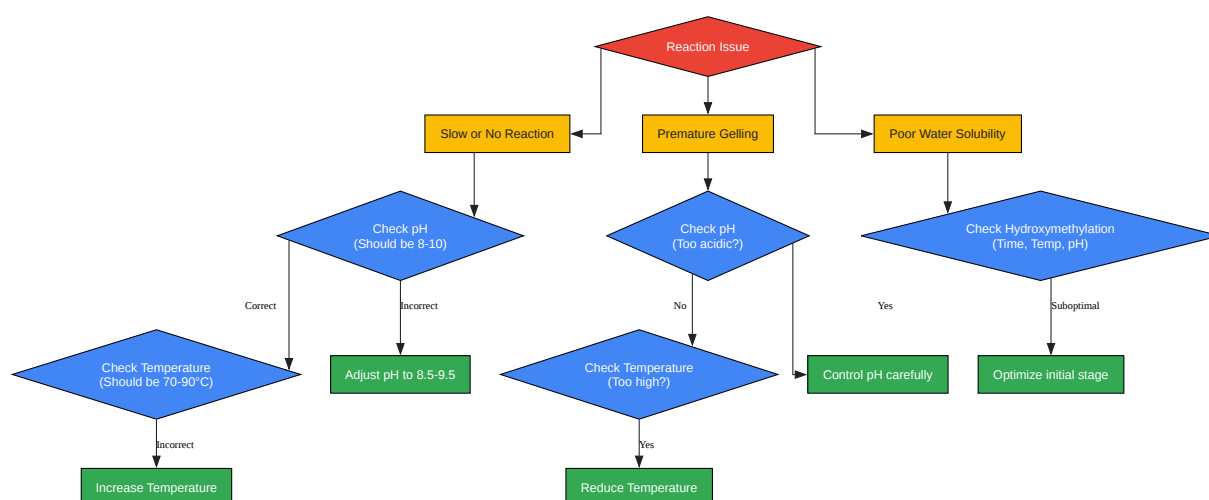 Reaction Issue
Slow or No Reaction
Premature Gelling
Poor Water Solubility
Check pH
(Should be 8-10)
Check pH
(Too acidic?)
Check Hydroxymethylation
(Time, Temp, pH)
Correct
Incorrect
No
Yes
Suboptimal
Check Temperature
(Should be 70-90°C)
Adjust pH to 8.5-9.5
Check Temperature
(Too high?)
Control pH carefully
Optimize initial stage
Incorrect
Yes
Increase Temperature
Reduce Temperature